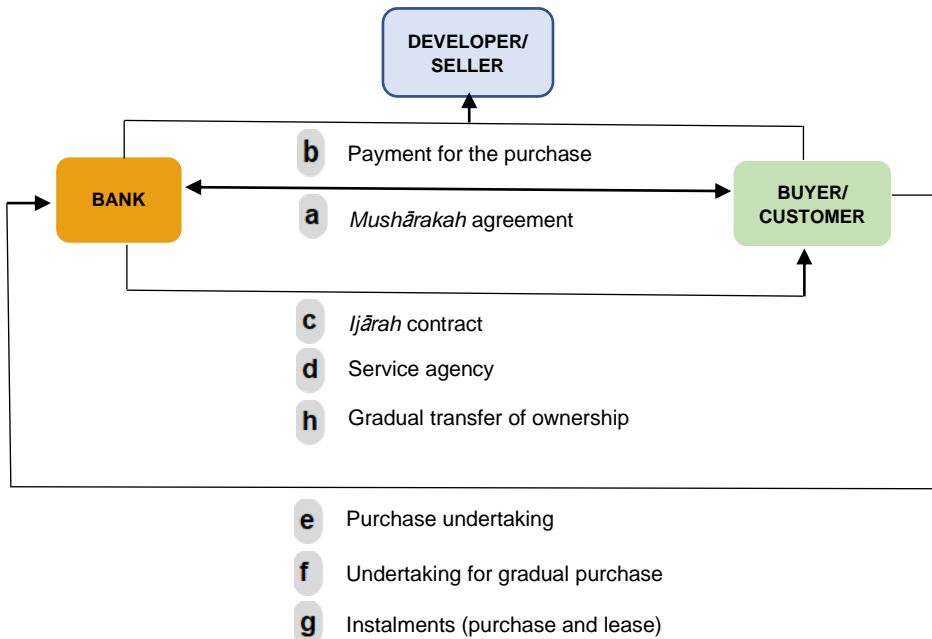 DEVELOPER/
SELLER
b Payment for the purchase
BANK
BUYER/
CUSTOMER
a Mushārakah agreement
c Ijārah contract
d Service agency
h Gradual transfer of ownership
e Purchase undertaking
f Undertaking for gradual purchase
g Instalments (purchase and lease)